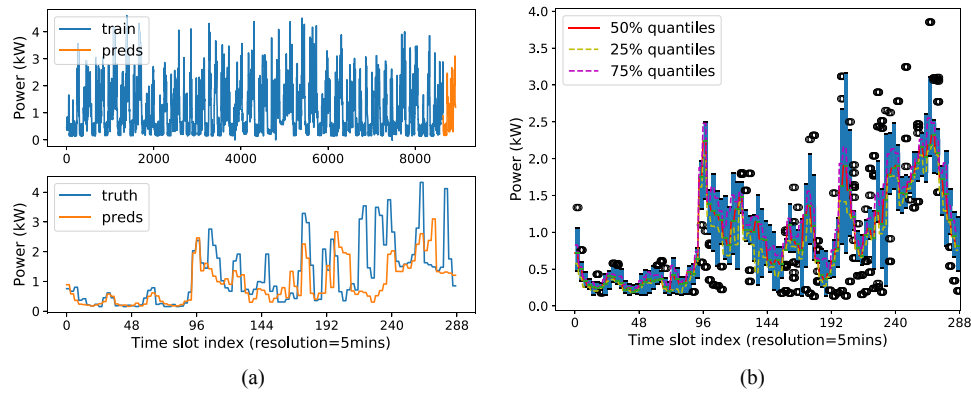 train
preds
Power (kW)
4
3
2
1
0
0 2000 4000 6000 8000
truth
preds
Power (kW)
4
3
2
1
0
0 48 96 144 192 240 288
Time slot index (resolution=5mins)
(a)
50% quantiles
25% quantiles
75% quantiles
Power (kW)
4.0
3.5
3.0
2.5
2.0
1.5
1.0
0.5
0.0
0 48 96 144 192 240 288
Time slot index (resolution=5mins)
(b)